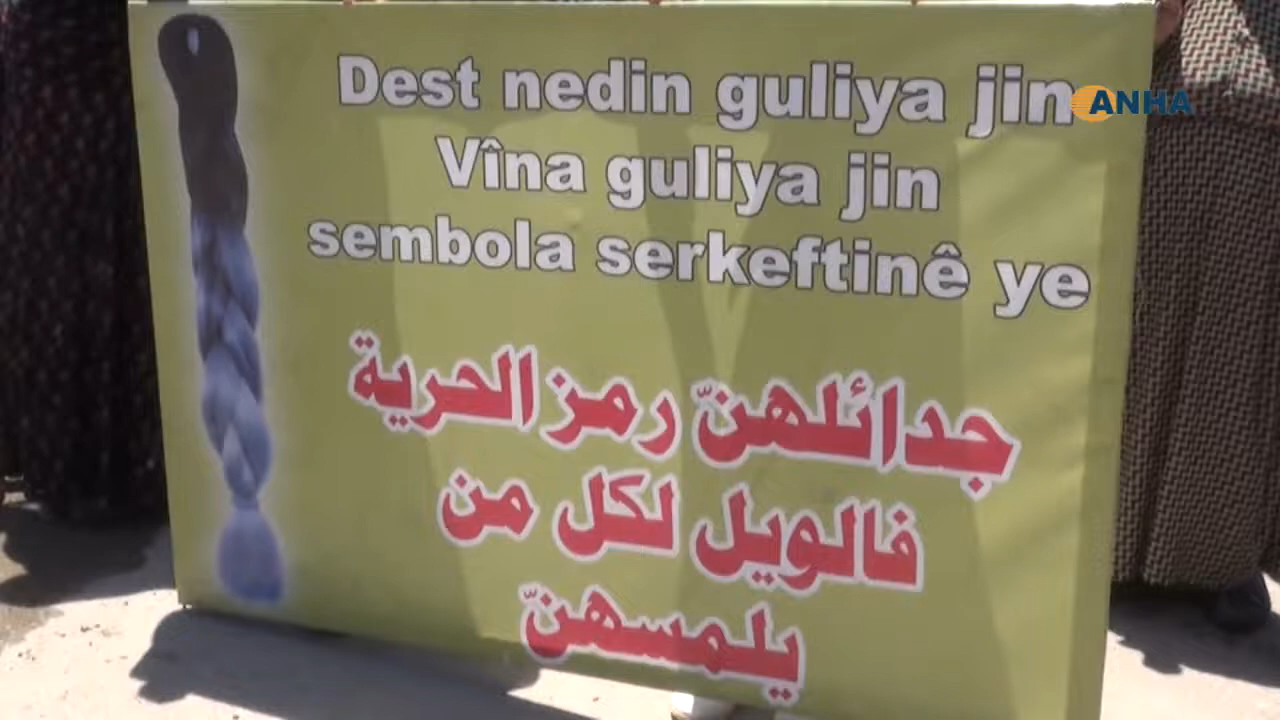 Dest nedin guliya jin
Vîna guliya jin
sembola serkeftinê ye
جدائلهنّ رمز الحرية
فالويل لكل من
يلمسهنّ
ANHA